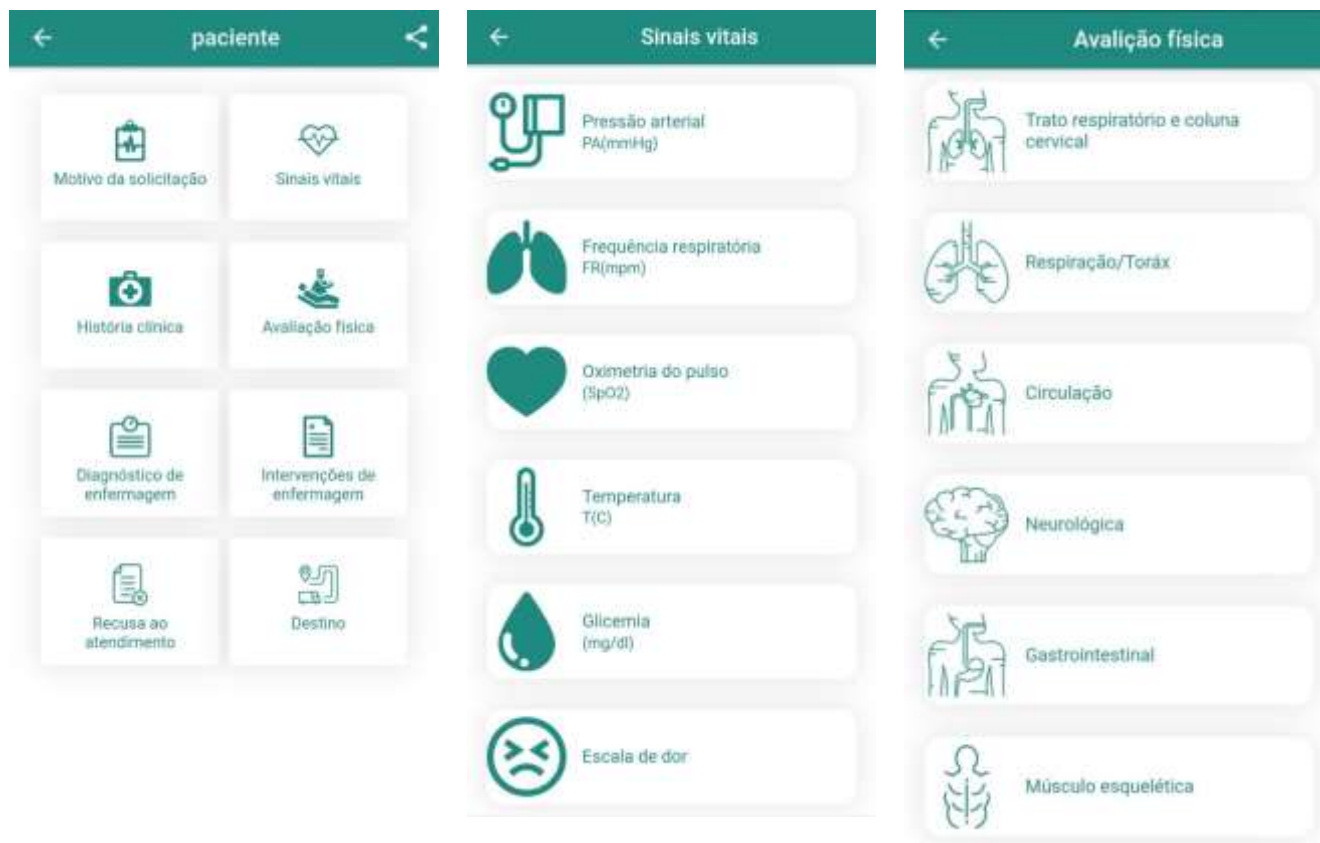 paciente
Motivo da solicitação
Sinais vitais
História clínica
Avaliação física
Diagnóstico de
enfermagem
Intervenções de
enfermagem
Recusa ao
atendimento
Destino
Sinais vitais
Pressão arterial
PA(mmHg)
Frequência respiratória
FR(mpm)
Oximetria do pulso
(SpO2)
Temperatura
T(C)
Glicemia
(mg/dl)
Escala de dor
Avalição física
Trato respiratório e coluna
cervical
Respiração/Toráx
Circulação
Neurológica
Gastrointestinal
Músculo esquelética